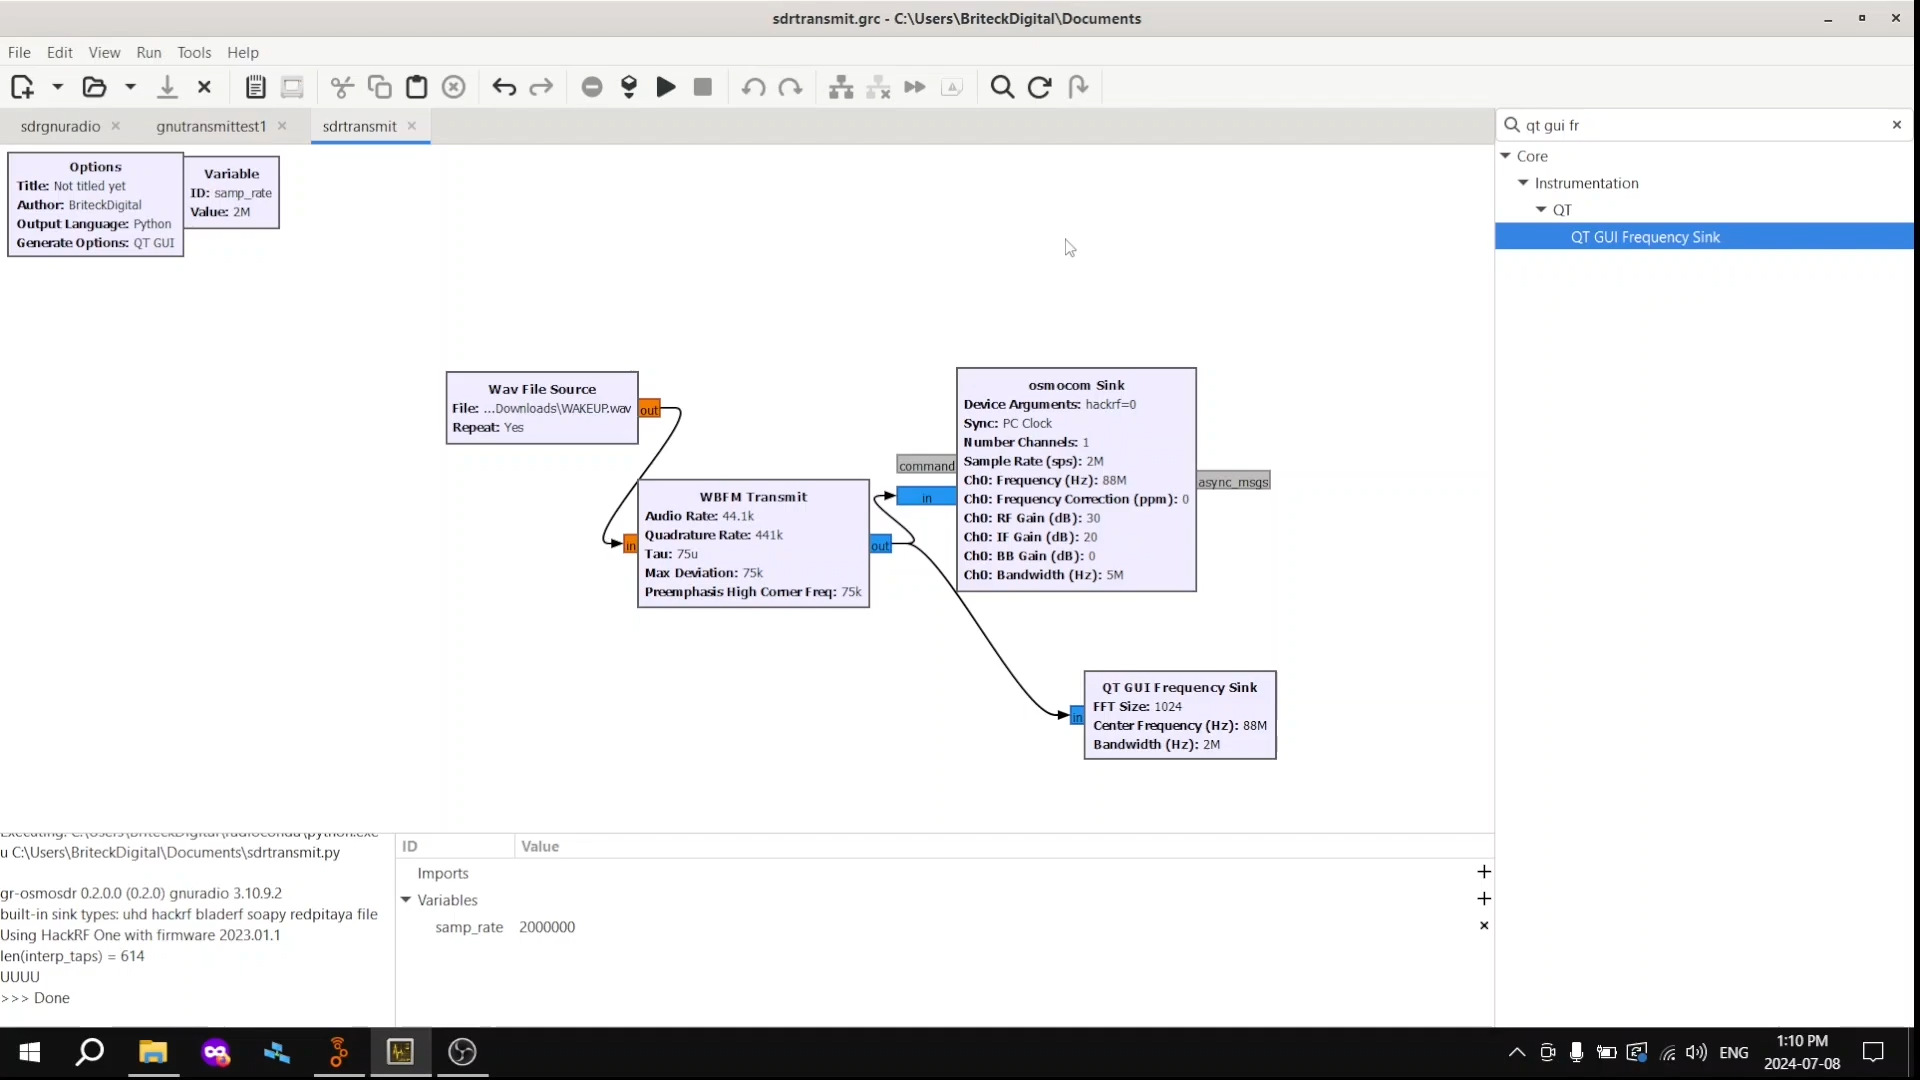 sdrtransmit.grc - C:\Users\BriteckDigital\Documents
File Edit View Run Tools Help
sdrgnuradio
gnutransmittest1
sdrtransmit
qt gui fr
Core
Instrumentation
QT
QT GUI Frequency Sink
Options
Title: Not titled yet
Author: BriteckDigital
Output Language: Python
Generate Options: QT GUI
Variable
ID: samp_rate
Value: 2M
Wav File Source
File: ...Downloads\WAKEUP.wav
Repeat: Yes
out
WBFM Transmit
Audio Rate: 44.1k
Quadrature Rate: 441k
Tau: 75u
Max Deviation: 75k
Preemphasis High Corner Freq: 75k
in
out
osmocom Sink
Device Arguments: hackrf=0
Sync: PC Clock
Number Channels: 1
Sample Rate (sps): 2M
Ch0: Frequency (Hz): 88M
Ch0: Frequency Correction (ppm): 0
Ch0: RF Gain (dB): 30
Ch0: IF Gain (dB): 20
Ch0: BB Gain (dB): 0
Ch0: Bandwidth (Hz): 5M
command
in
async_msgs
QT GUI Frequency Sink
FFT Size: 1024
Center Frequency (Hz): 88M
Bandwidth (Hz): 2M
in
Executing: C:\Users\BriteckDigital\radioconda\python.exe
u C:\Users\BriteckDigital\Documents\sdrtransmit.py
gr-osmosdr 0.2.0.0 (0.2.0) gnuradio 3.10.9.2
built-in sink types: uhd hackrf bladerf soapy redpitaya file
Using HackRF One with firmware 2023.01.1
len(interp_taps) = 614
UUUU
>>> Done
ID Value
Imports
Variables
samp_rate 2000000
ENG
1:10 PM
2024-07-08